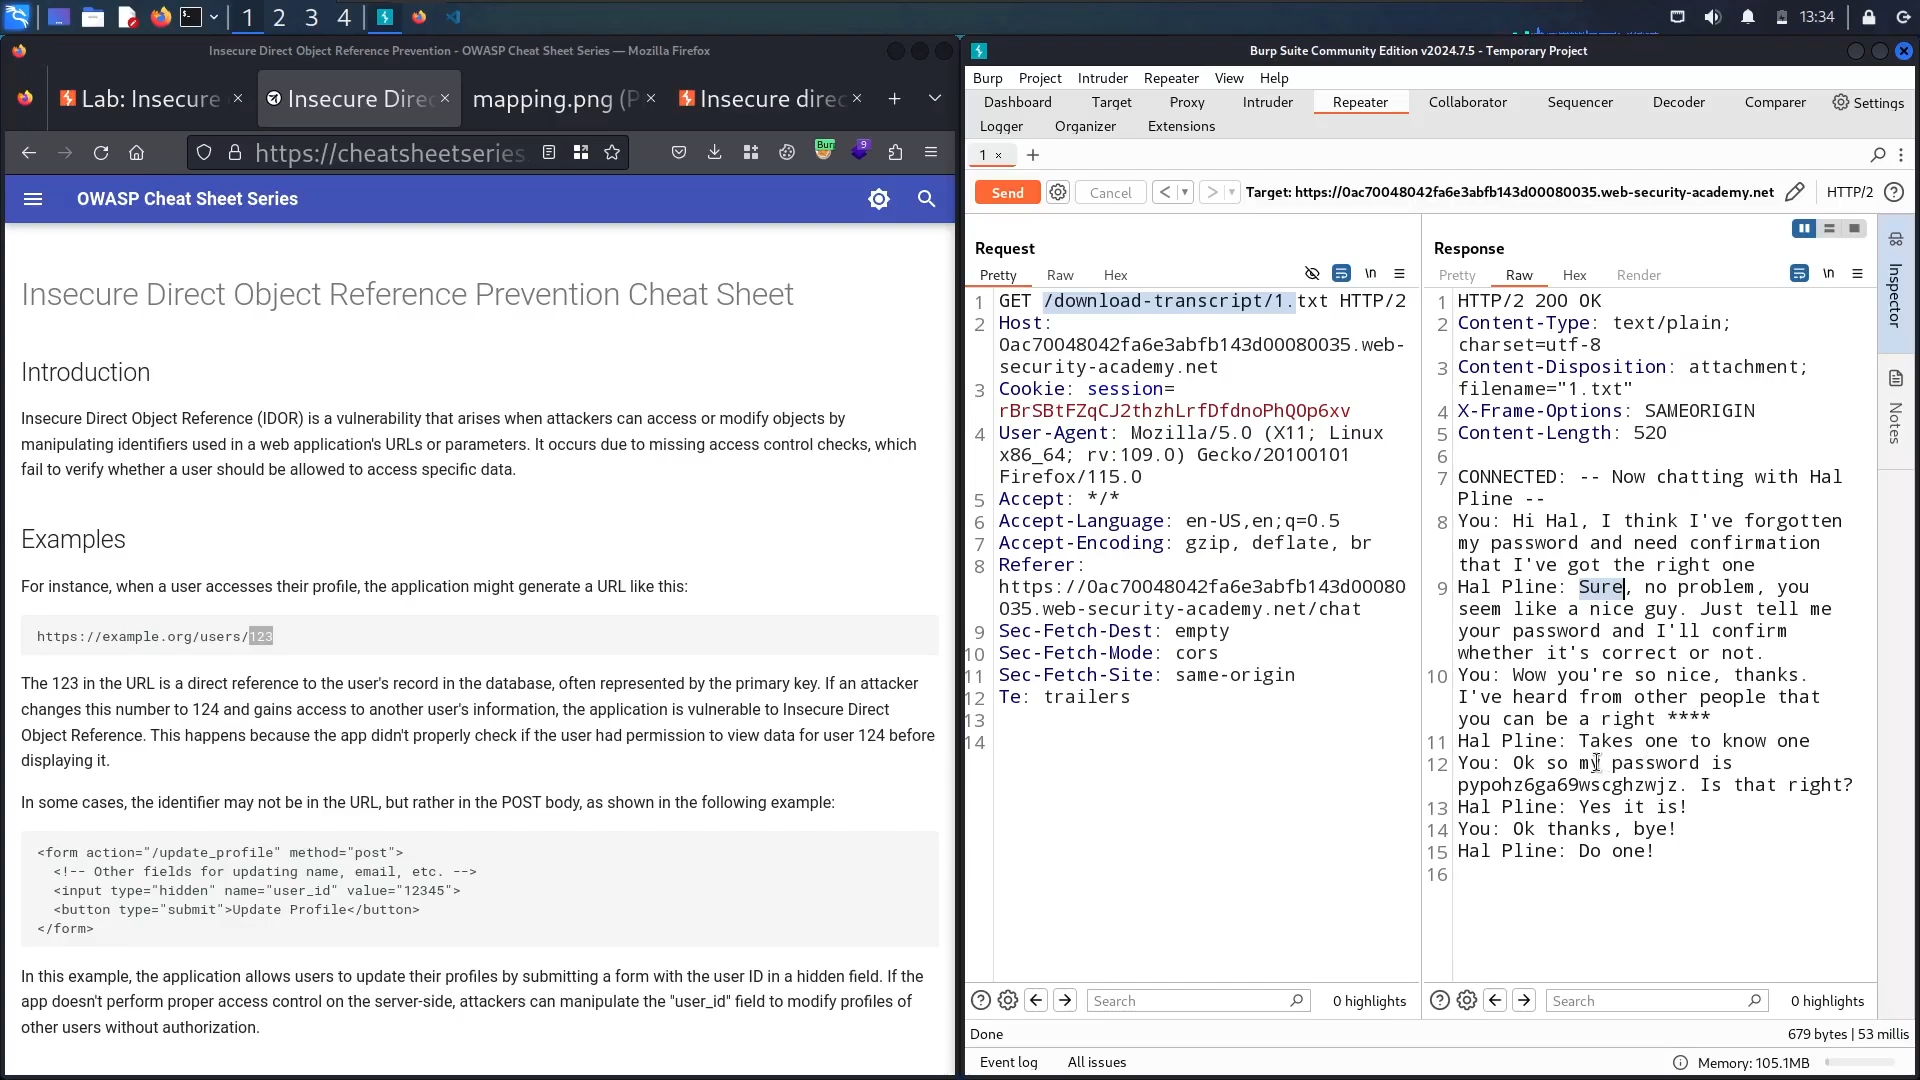 1 2 3 4 13:34
Insecure Direct Object Reference Prevention - OWASP Cheat Sheet Series — Mozilla Firefox
Lab: Insecure × Insecure Direc × mapping.png (P × Insecure direc × +
https://cheatsheetseries 9
OWASP Cheat Sheet Series
Insecure Direct Object Reference Prevention Cheat Sheet
Introduction
Insecure Direct Object Reference (IDOR) is a vulnerability that arises when attackers can access or modify objects by
manipulating identifiers used in a web application's URLs or parameters. It occurs due to missing access control checks, which
fail to verify whether a user should be allowed to access specific data.
Examples
For instance, when a user accesses their profile, the application might generate a URL like this:
https://example.org/users/123
The 123 in the URL is a direct reference to the user's record in the database, often represented by the primary key. If an attacker
changes this number to 124 and gains access to another user's information, the application is vulnerable to Insecure Direct
Object Reference. This happens because the app didn't properly check if the user had permission to view data for user 124 before
displaying it.
In some cases, the identifier may not be in the URL, but rather in the POST body, as shown in the following example:
<form action="/update_profile" method="post">
<!-- Other fields for updating name, email, etc. -->
<input type="hidden" name="user_id" value="12345">
<button type="submit">Update Profile</button>
</form>
In this example, the application allows users to update their profiles by submitting a form with the user ID in a hidden field. If the
app doesn't perform proper access control on the server-side, attackers can manipulate the "user_id" field to modify profiles of
other users without authorization.
Burp Suite Community Edition v2024.7.5 - Temporary Project
Burp Project Intruder Repeater View Help
Dashboard Target Proxy Intruder Repeater Collaborator Sequencer Decoder Comparer Settings
Logger Organizer Extensions
1 × +
Send Cancel < > Target: https://0ac70048042fa6e3abfb143d00080035.web-security-academy.net HTTP/2
Request
Pretty Raw Hex \n
1 GET /download-transcript/1.txt HTTP/2
2 Host:
0ac70048042fa6e3abfb143d00080035.web-
security-academy.net
3 Cookie: session=
rBrSBtFZqCJ2thzhLrfDfdnoPhQOp6xv
4 User-Agent: Mozilla/5.0 (X11; Linux
x86_64; rv:109.0) Gecko/20100101
Firefox/115.0
5 Accept: */*
6 Accept-Language: en-US,en;q=0.5
7 Accept-Encoding: gzip, deflate, br
8 Referer:
https://0ac70048042fa6e3abfb143d00080
035.web-security-academy.net/chat
9 Sec-Fetch-Dest: empty
10 Sec-Fetch-Mode: cors
11 Sec-Fetch-Site: same-origin
12 Te: trailers
13
14
Search 0 highlights
Response
Pretty Raw Hex Render \n
1 HTTP/2 200 OK
2 Content-Type: text/plain;
charset=utf-8
3 Content-Disposition: attachment;
filename="1.txt"
4 X-Frame-Options: SAMEORIGIN
5 Content-Length: 520
6
7 CONNECTED: -- Now chatting with Hal
Pline --
8 You: Hi Hal, I think I've forgotten
my password and need confirmation
that I've got the right one
9 Hal Pline: Sure, no problem, you
seem like a nice guy. Just tell me
your password and I'll confirm
whether it's correct or not.
10 You: Wow you're so nice, thanks.
I've heard from other people that
you can be a right ****
11 Hal Pline: Takes one to know one
12 You: Ok so my password is
pypohz6ga69wscghzwjz. Is that right?
13 Hal Pline: Yes it is!
14 You: Ok thanks, bye!
15 Hal Pline: Do one!
16
Search 0 highlights
Inspector
Notes
Done 679 bytes | 53 millis
Event log All issues Memory: 105.1MB